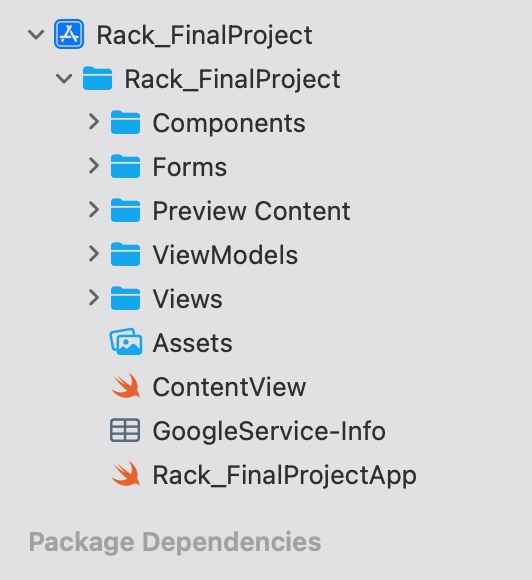 Rack_FinalProject
Rack_FinalProject
Components
Forms
Preview Content
ViewModels
Views
Assets
ContentView
GoogleService-Info
Rack_FinalProjectApp
Package Dependencies